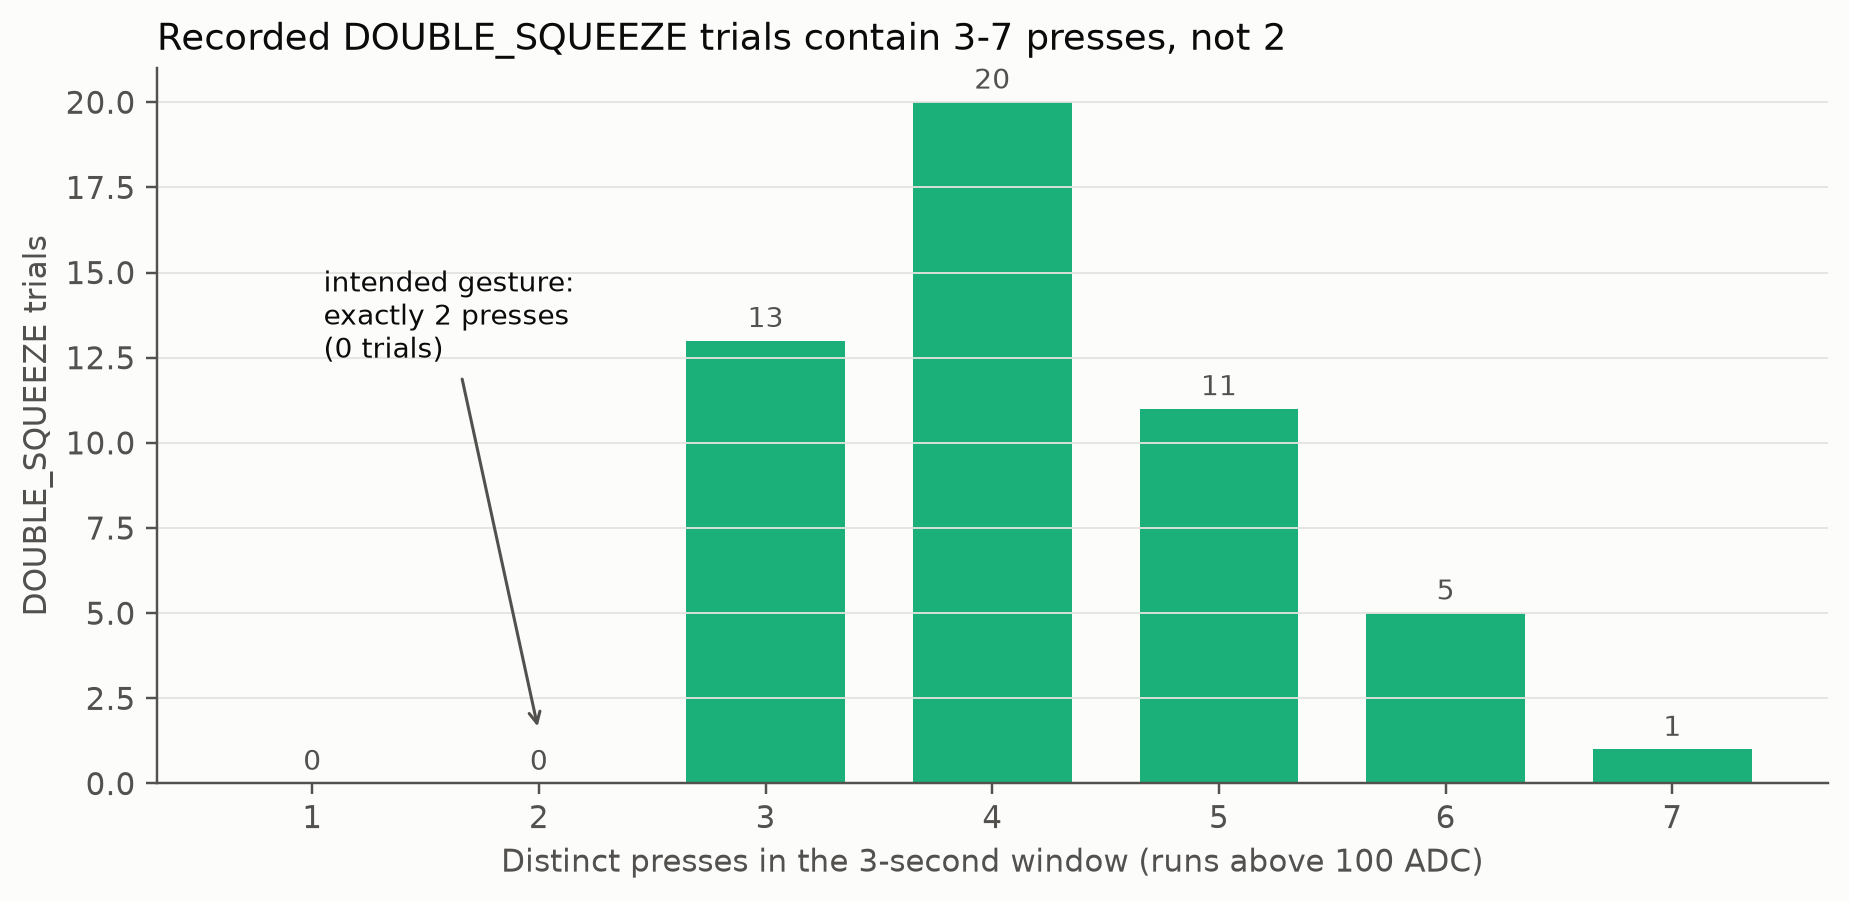 Recorded DOUBLE_SQUEEZE trials contain 3-7 presses, not 2
20
20.0
17.5
15.0
12.5
10.0
7.5
5.0
2.5
0.0
DOUBLE_SQUEEZE trials
intended gesture:
exactly 2 presses
(0 trials)
13
11
5
1
0
0
1 2 3 4 5 6 7
Distinct presses in the 3-second window (runs above 100 ADC)